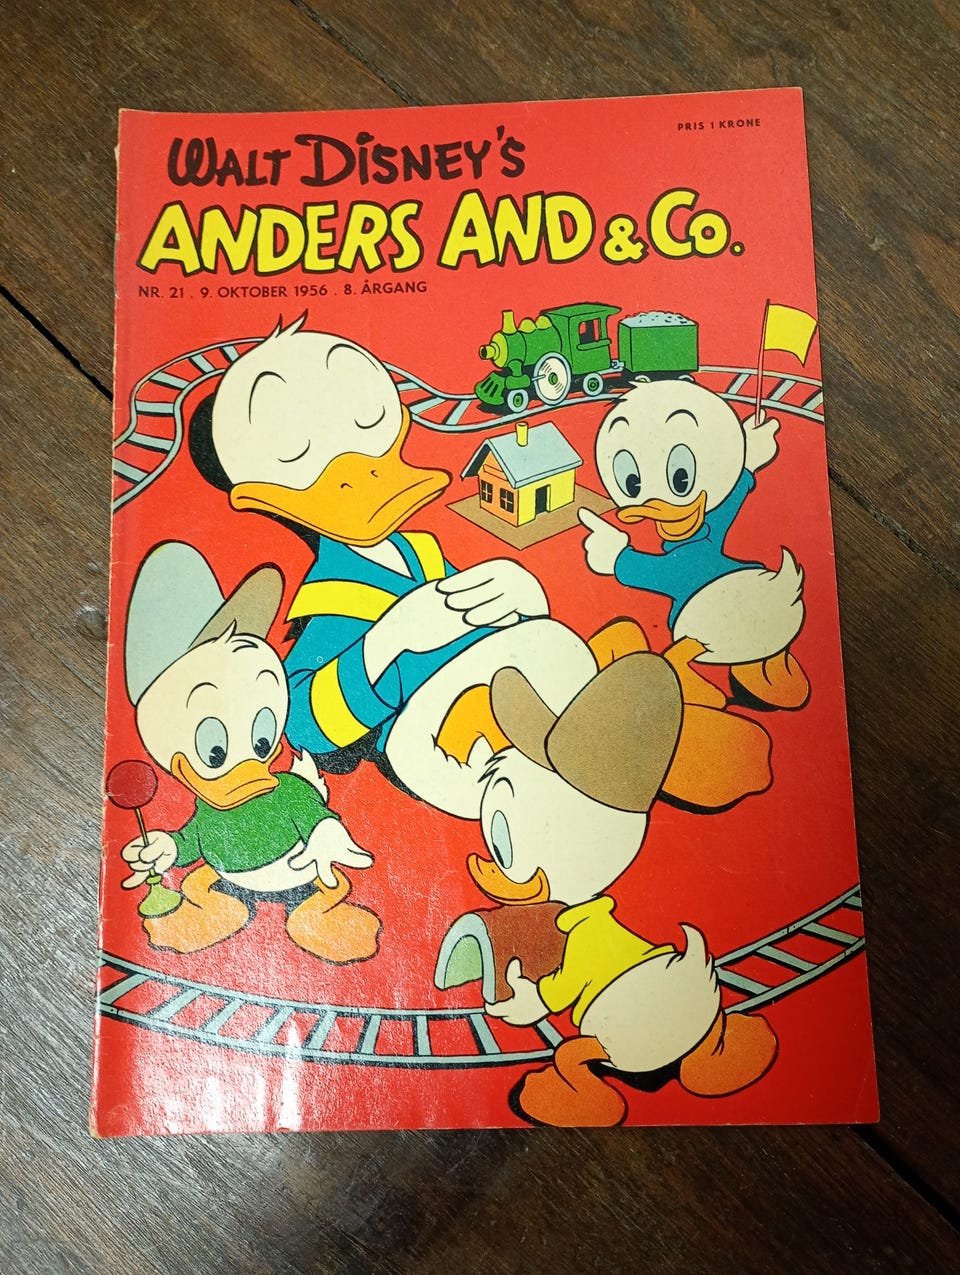 PRIS 1 KRONE
WALT DISNEY'S
ANDERS AND & Co.
NR. 21 . 9. OKTOBER 1956 . 8. ÅRGANG